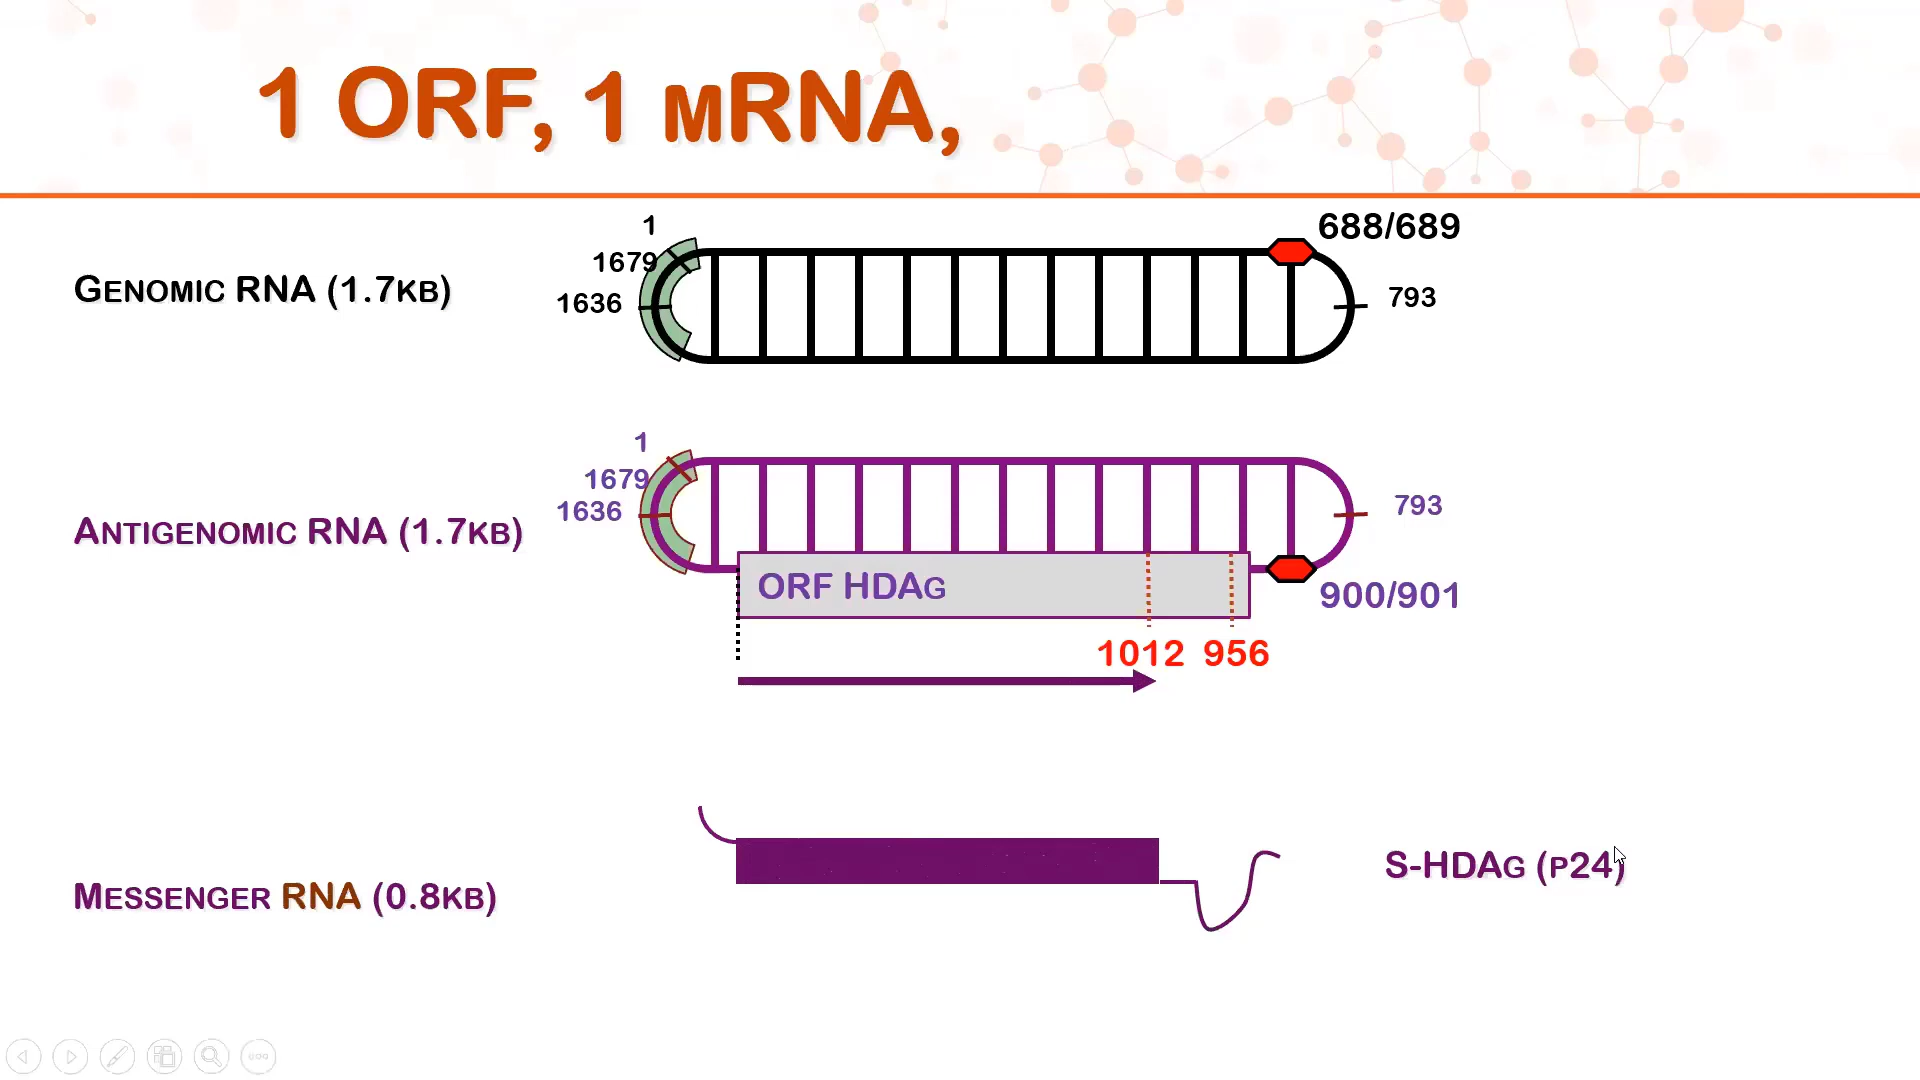 1 ORF, 1 mRNA,
1
688/689
1679
Genomic RNA (1.7kb)
1636
793
1
1679
1636
793
Antigenomic RNA (1.7kb)
ORF HDAg
900/901
1012 956
S-HDAg (p24)
Messenger RNA (0.8kb)